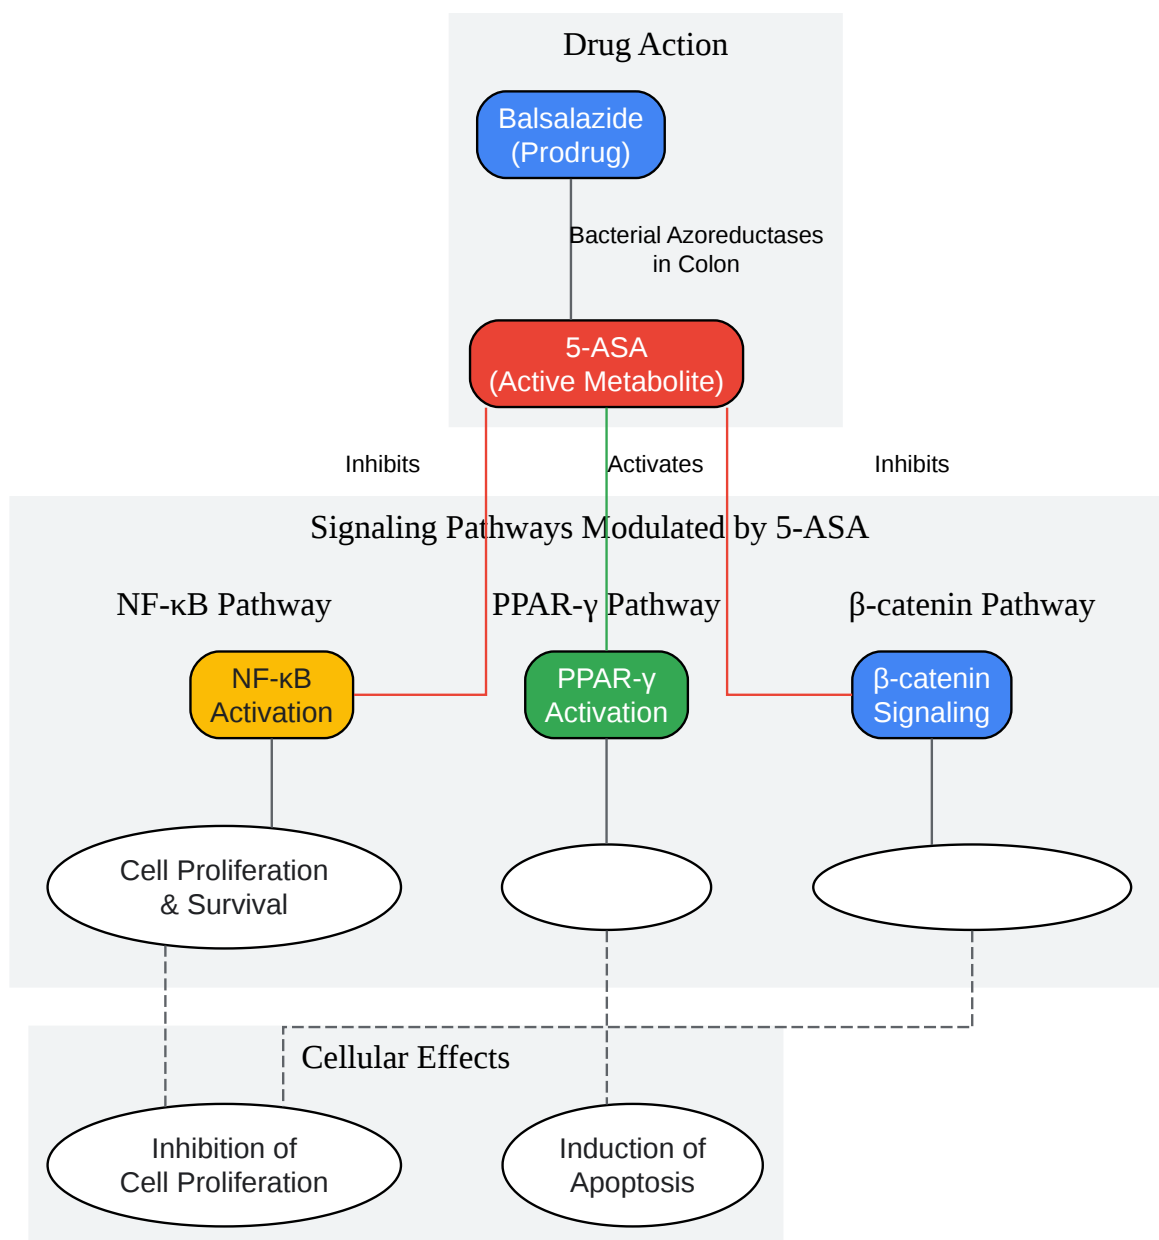 Drug Action
Balsalazide
(Prodrug)
Bacterial Azoreductases
in Colon
5-ASA
(Active Metabolite)
Inhibits
Activates
Inhibits
Signaling Pathways Modulated by 5-ASA
NF-κB Pathway
PPAR-γ Pathway
β-catenin Pathway
NF-κB
Activation
PPAR-γ
Activation
β-catenin
Signaling
Cell Proliferation
& Survival
Cellular Effects
Inhibition of
Cell Proliferation
Induction of
Apoptosis